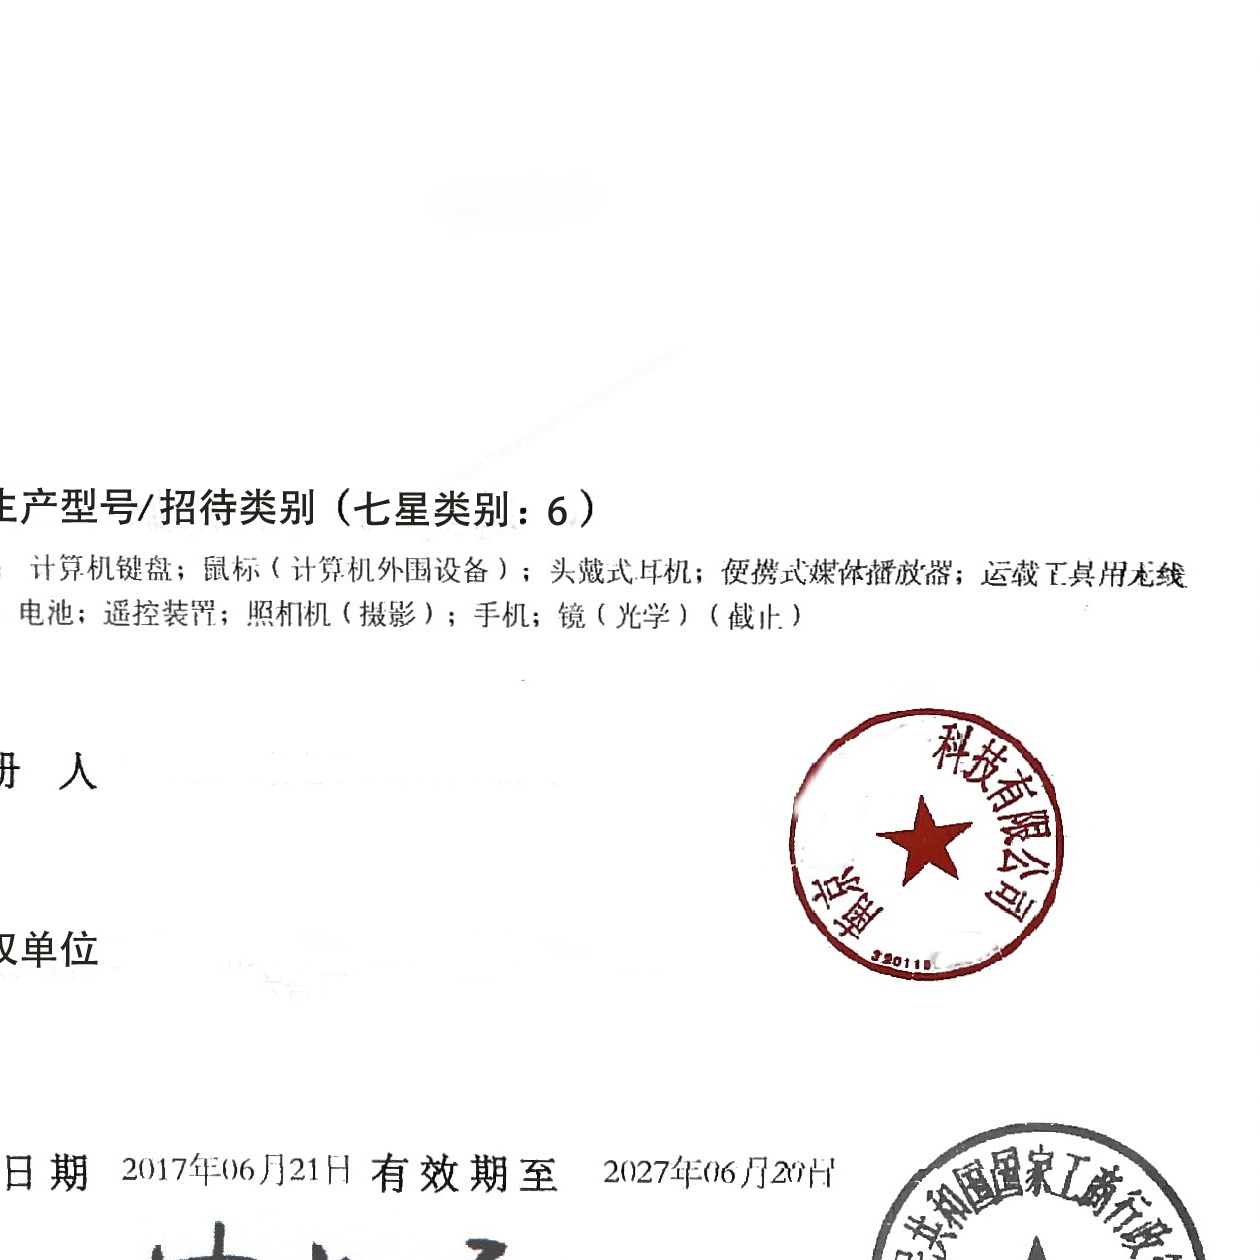 生产型号/招待类别（七星类别：6）
：计算机键盘；鼠标（计算机外围设备）；头戴式耳机；便携式媒体播放器；运载工具用无线
电池；遥控装置；照相机（摄影）；手机；镜（光学）（截止）
科技有限公司
册 人
南京
权单位
320115
日期 2017年06月21日 有效期至 2027年06月20日
民共和国国家工商行政